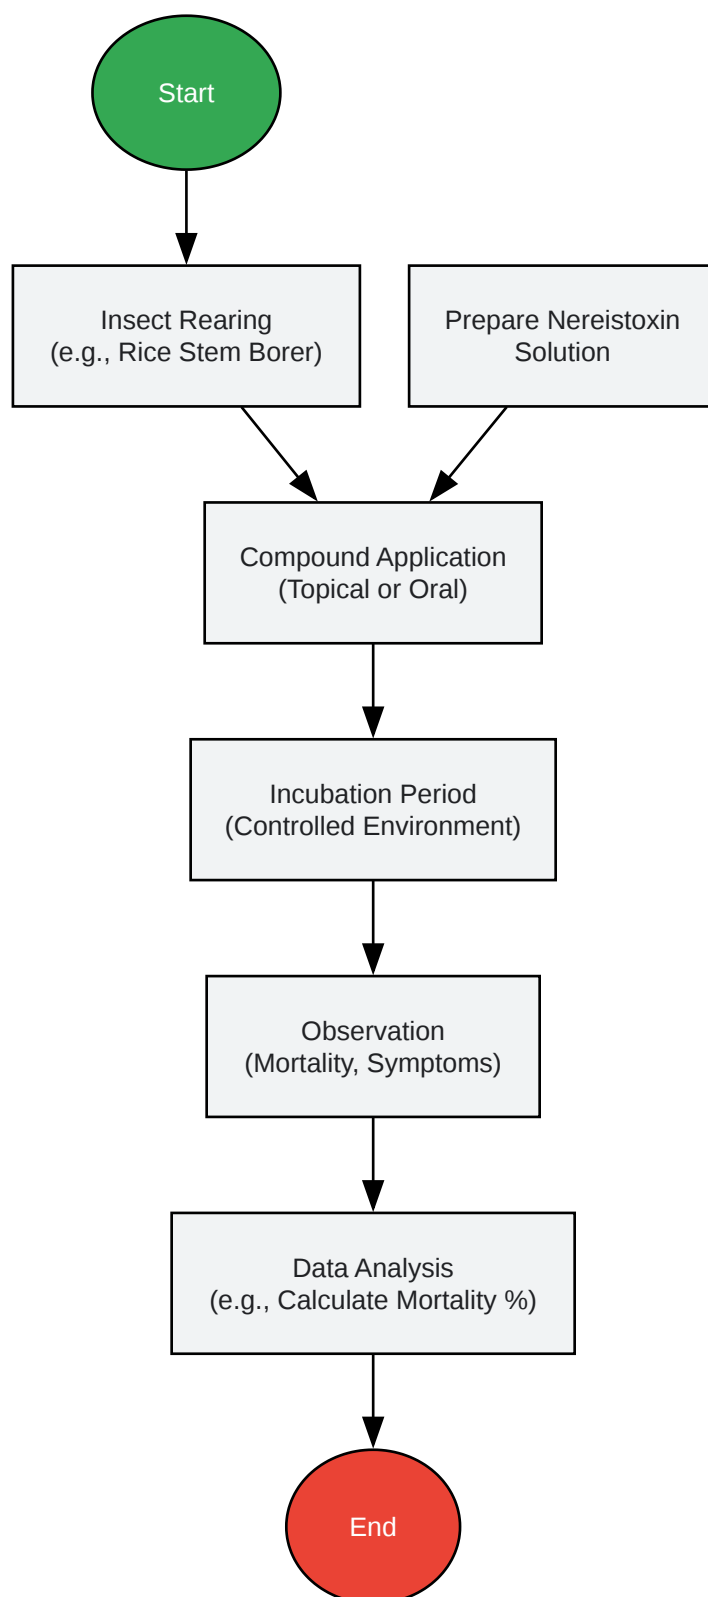 Start
Insect Rearing
(e.g., Rice Stem Borer)
Prepare Nereistoxin
Solution
Compound Application
(Topical or Oral)
Incubation Period
(Controlled Environment)
Observation
(Mortality, Symptoms)
Data Analysis
(e.g., Calculate Mortality %)
End